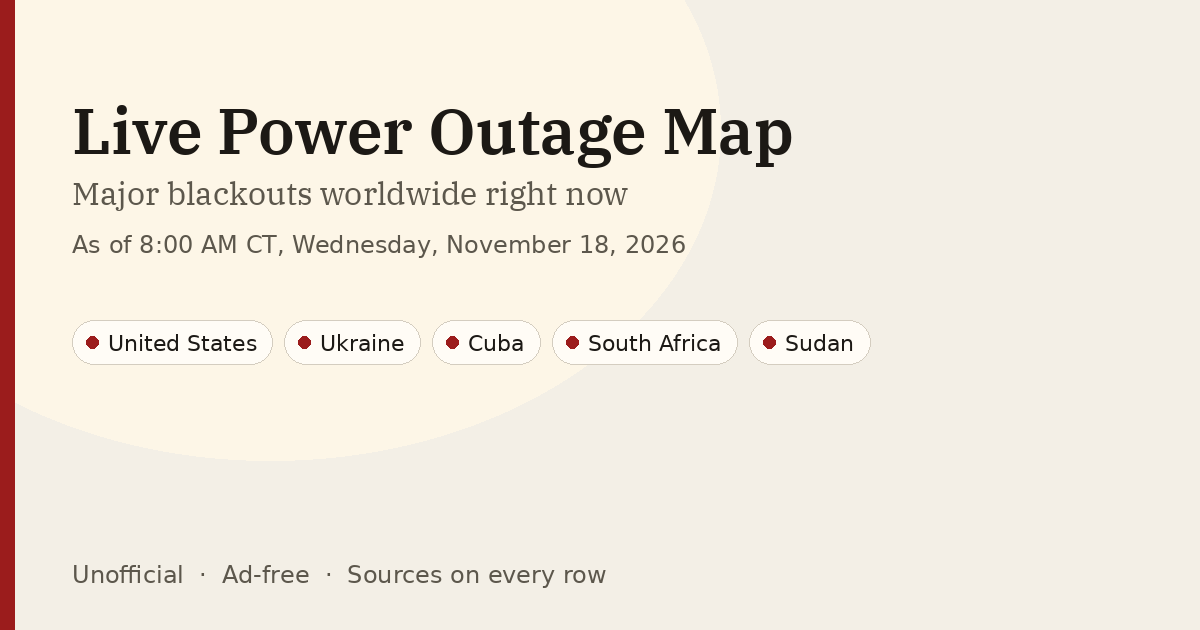 Live Power Outage Map
Major blackouts worldwide right now
As of 8:00 AM CT, Wednesday, November 18, 2026
United States Ukraine Cuba South Africa Sudan
Unofficial · Ad-free · Sources on every row